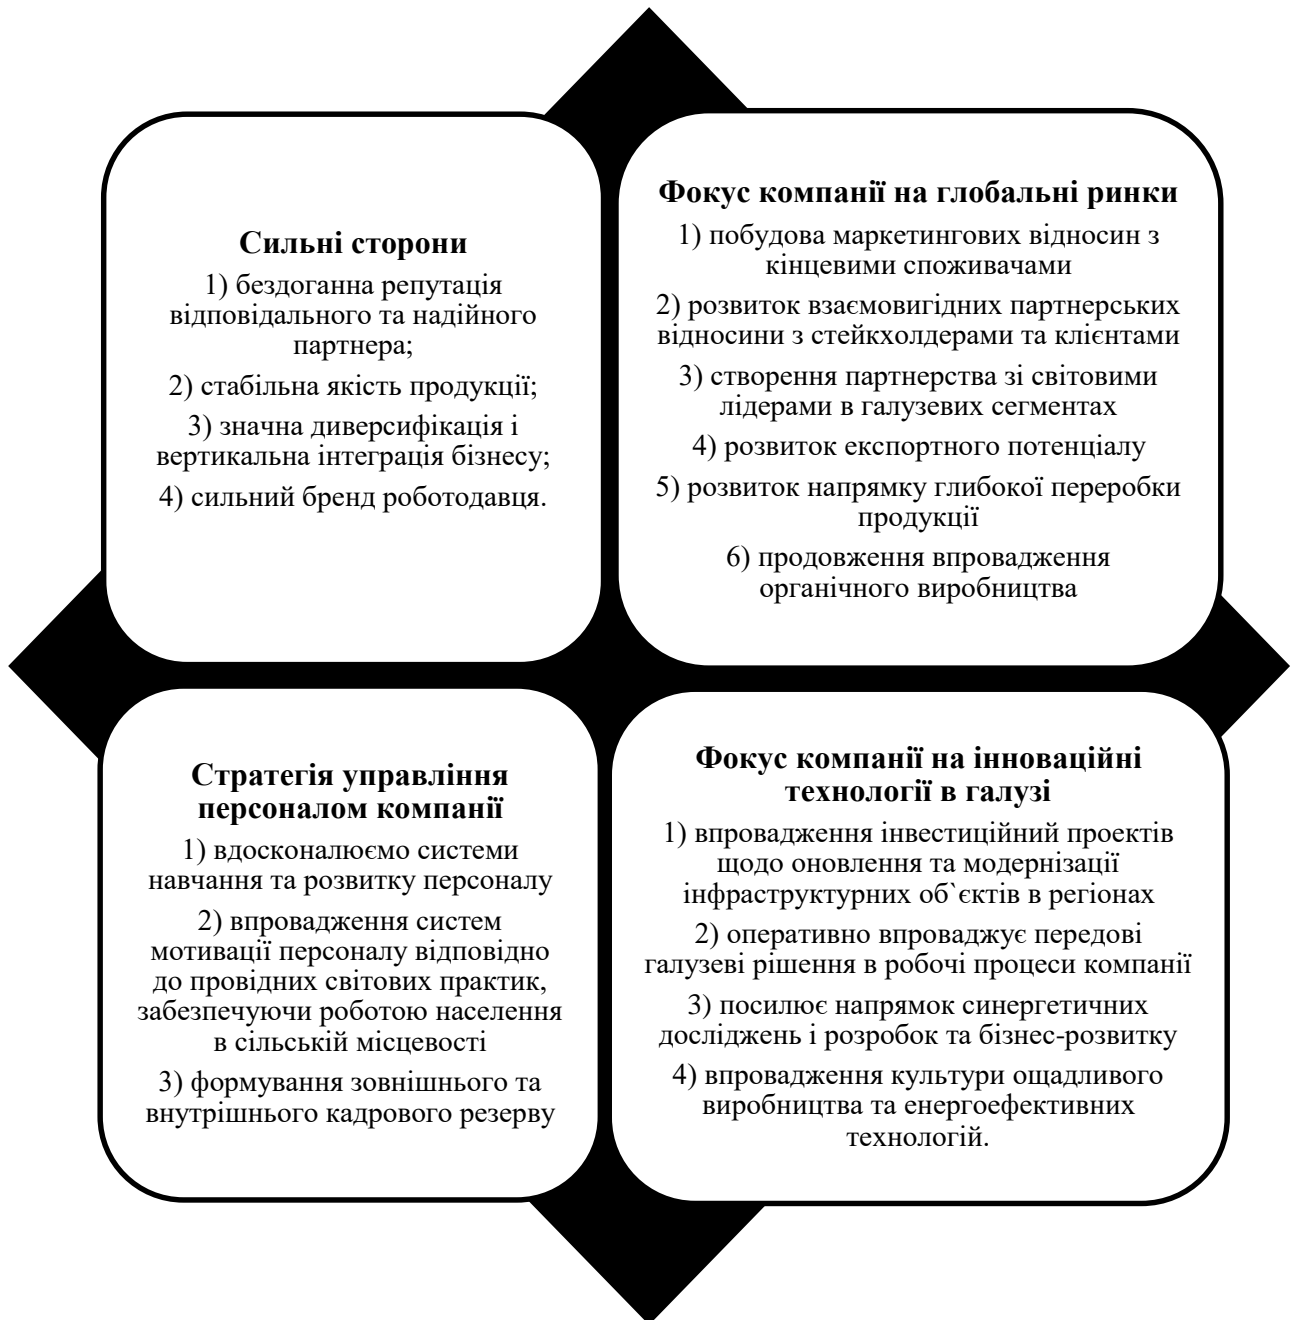 Сильні сторони
1) бездоганна репутація
відповідального та надійного
партнера;
2) стабільна якість продукції;
3) значна диверсифікація і
вертикальна інтеграція бізнесу;
4) сильний бренд роботодавця.
Фокус компанії на глобальні ринки
1) побудова маркетингових відносин з
кінцевими споживачами
2) розвиток взаємовигідних партнерських
відносини з стейкхолдерами та клієнтами
3) створення партнерства зі світовими
лідерами в галузевих сегментах
4) розвиток експортного потенціалу
5) розвиток напрямку глибокої переробки
продукції
6) продовження впровадження
органічного виробництва
Стратегія управління
персоналом компанії
1) вдосконалюємо системи
навчання та розвитку персоналу
2) впровадження систем
мотивації персоналу відповідно
до провідних світових практик,
забезпечуючи роботою населення
в сільській місцевості
3) формування зовнішнього та
внутрішнього кадрового резерву
Фокус компанії на інноваційні
технології в галузі
1) впровадження інвестиційний проектів
щодо оновлення та модернізації
інфраструктурних об`єктів в регіонах
2) оперативно впроваджує передові
галузеві рішення в робочі процеси компанії
3) посилює напрямок синергетичних
досліджень і розробок та бізнес-розвитку
4) впровадження культури ощадливого
виробництва та енергоефективних
технологій.